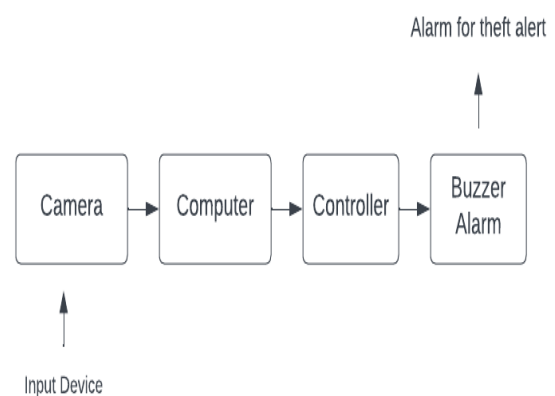 Alarm for theft alert
Camera
Computer
Controller
Buzzer
Alarm
Input Device